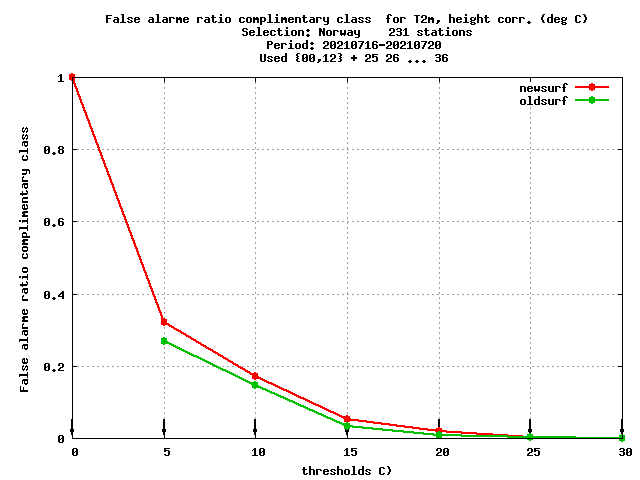 False alarme ratio complimentary class  for T2m, height corr. (deg C)
Selection: Norway    231 stations
Period: 20210716-20210720
Used {00,12} + 25 26 ... 36
newsurf
oldsurf
False alarme ratio complimentary class
1
0.8
0.6
0.4
0.2
0
0 5 10 15 20 25 30
thresholds C)